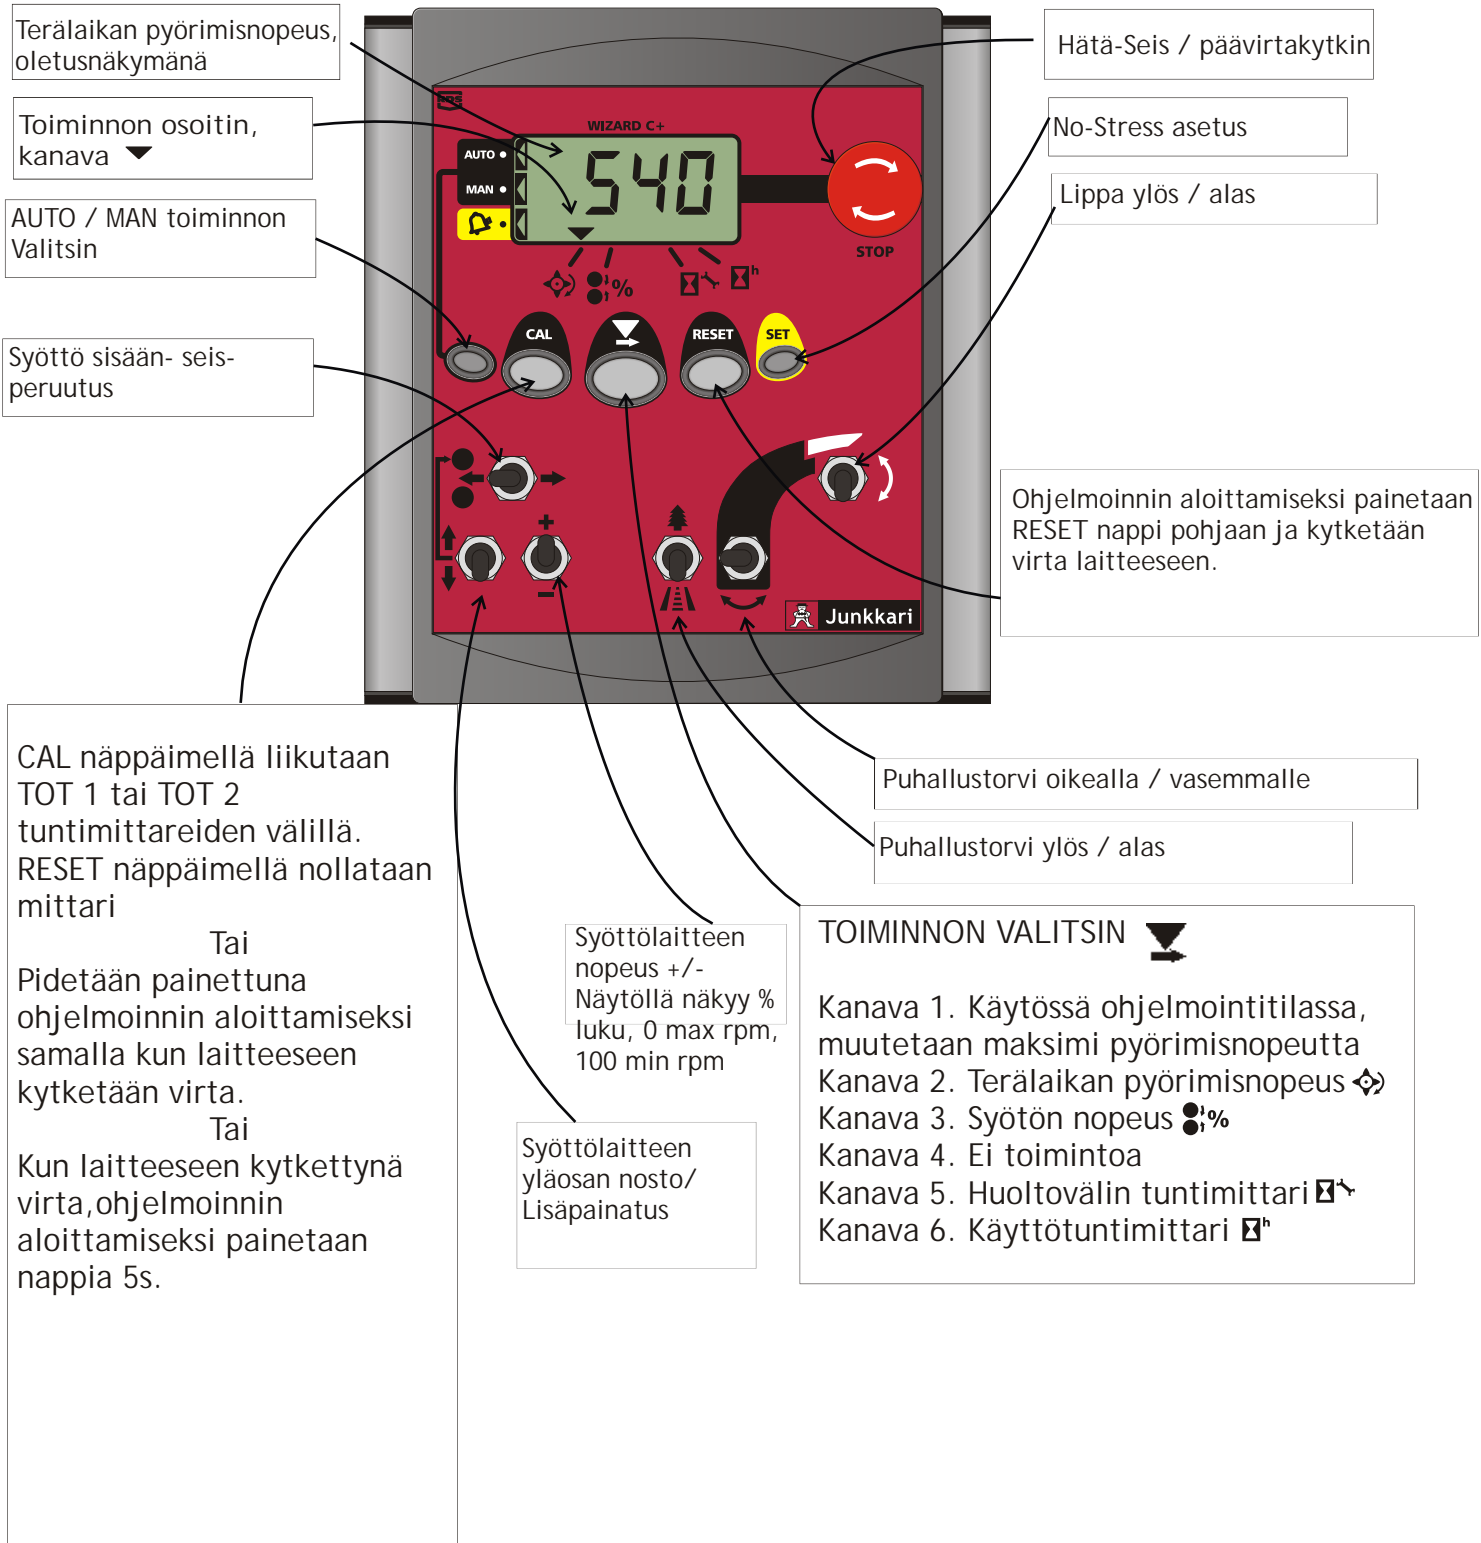 Terälaikan pyörimisnopeus,
oletusnäkymänä
Toiminnon osoitin,
kanava
AUTO / MAN toiminnon
Valitsin
Syöttö sisään- seis-
peruutus
Hätä-Seis / päävirtakytkin
No-Stress asetus
Lippa ylös / alas
WIZARD C+
AUTO
MAN
540
STOP
%
h
CAL
RESET
SET
+
−
Junkkari
Ohjelmoinnin aloittamiseksi painetaan
RESET nappi pohjaan ja kytketään
virta laitteeseen.
CAL näppäimellä liikutaan
TOT 1 tai TOT 2
tuntimittareiden välillä.
RESET näppäimellä nollataan
mittari
Tai
Pidetään painettuna
ohjelmoinnin aloittamiseksi
samalla kun laitteeseen
kytketään virta.
Tai
Kun laitteeseen kytkettynä
virta,ohjelmoinnin
aloittamiseksi painetaan
nappia 5s.
Puhallustorvi oikealla / vasemmalle
Puhallustorvi ylös / alas
Syöttölaitteen
nopeus +/-
Näytöllä näkyy %
luku, 0 max rpm,
100 min rpm
Syöttölaitteen
yläosan nosto/
Lisäpainatus
TOIMINNON VALITSIN
Kanava 1. Käytössä ohjelmointitilassa,
muutetaan maksimi pyörimisnopeutta
Kanava 2. Terälaikan pyörimisnopeus
Kanava 3. Syötön nopeus %
Kanava 4. Ei toimintoa
Kanava 5. Huoltovälin tuntimittari
Kanava 6. Käyttötuntimittari h